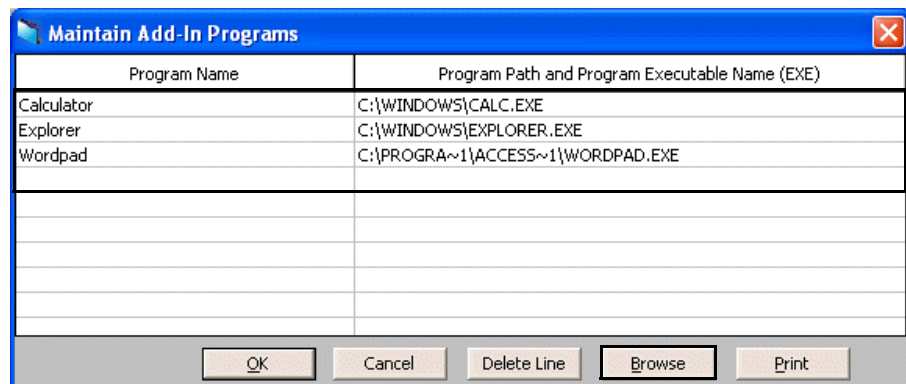 Maintain Add-In Programs
Program Name Program Path and Program Executable Name (EXE)
Calculator C:\WINDOWS\CALC.EXE
Explorer C:\WINDOWS\EXPLORER.EXE
Wordpad C:\PROGRA~1\ACCESS~1\WORDPAD.EXE
OK Cancel Delete Line Browse Print